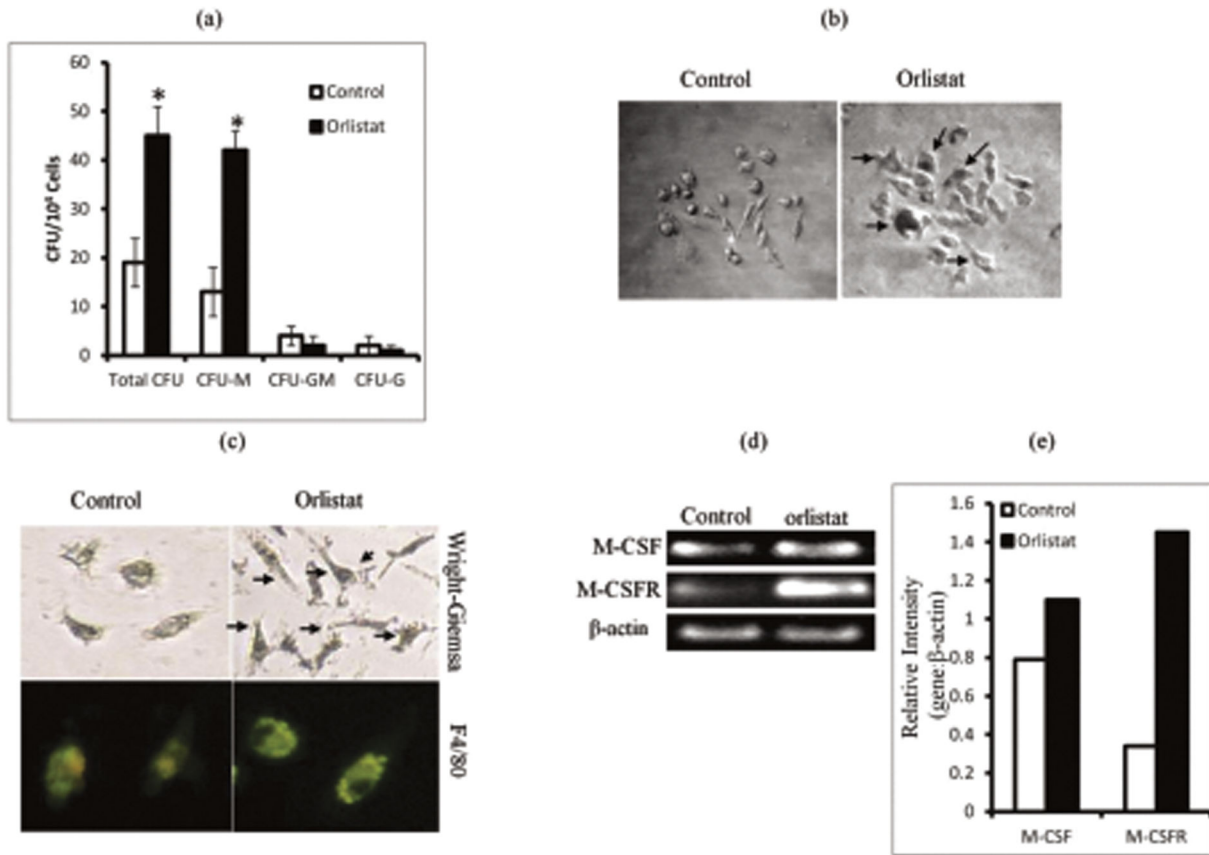 (a)
60
50
40
30
20
10
0
CFU/10⁵ Cells
Control
Orlistat
*
*
Total CFU
CFU-M
CFU-GM
CFU-G
(b)
Control
Orlistat
(c)
Control
Orlistat
Wright-Giemsa
F4/80
(d)
Control
orlistat
M-CSF
M-CSFR
β-actin
(e)
1.6
1.4
1.2
1
0.8
0.6
0.4
0.2
0
Relative Intensity
(gene:β-actin)
Control
Orlistat
M-CSF
M-CSFR